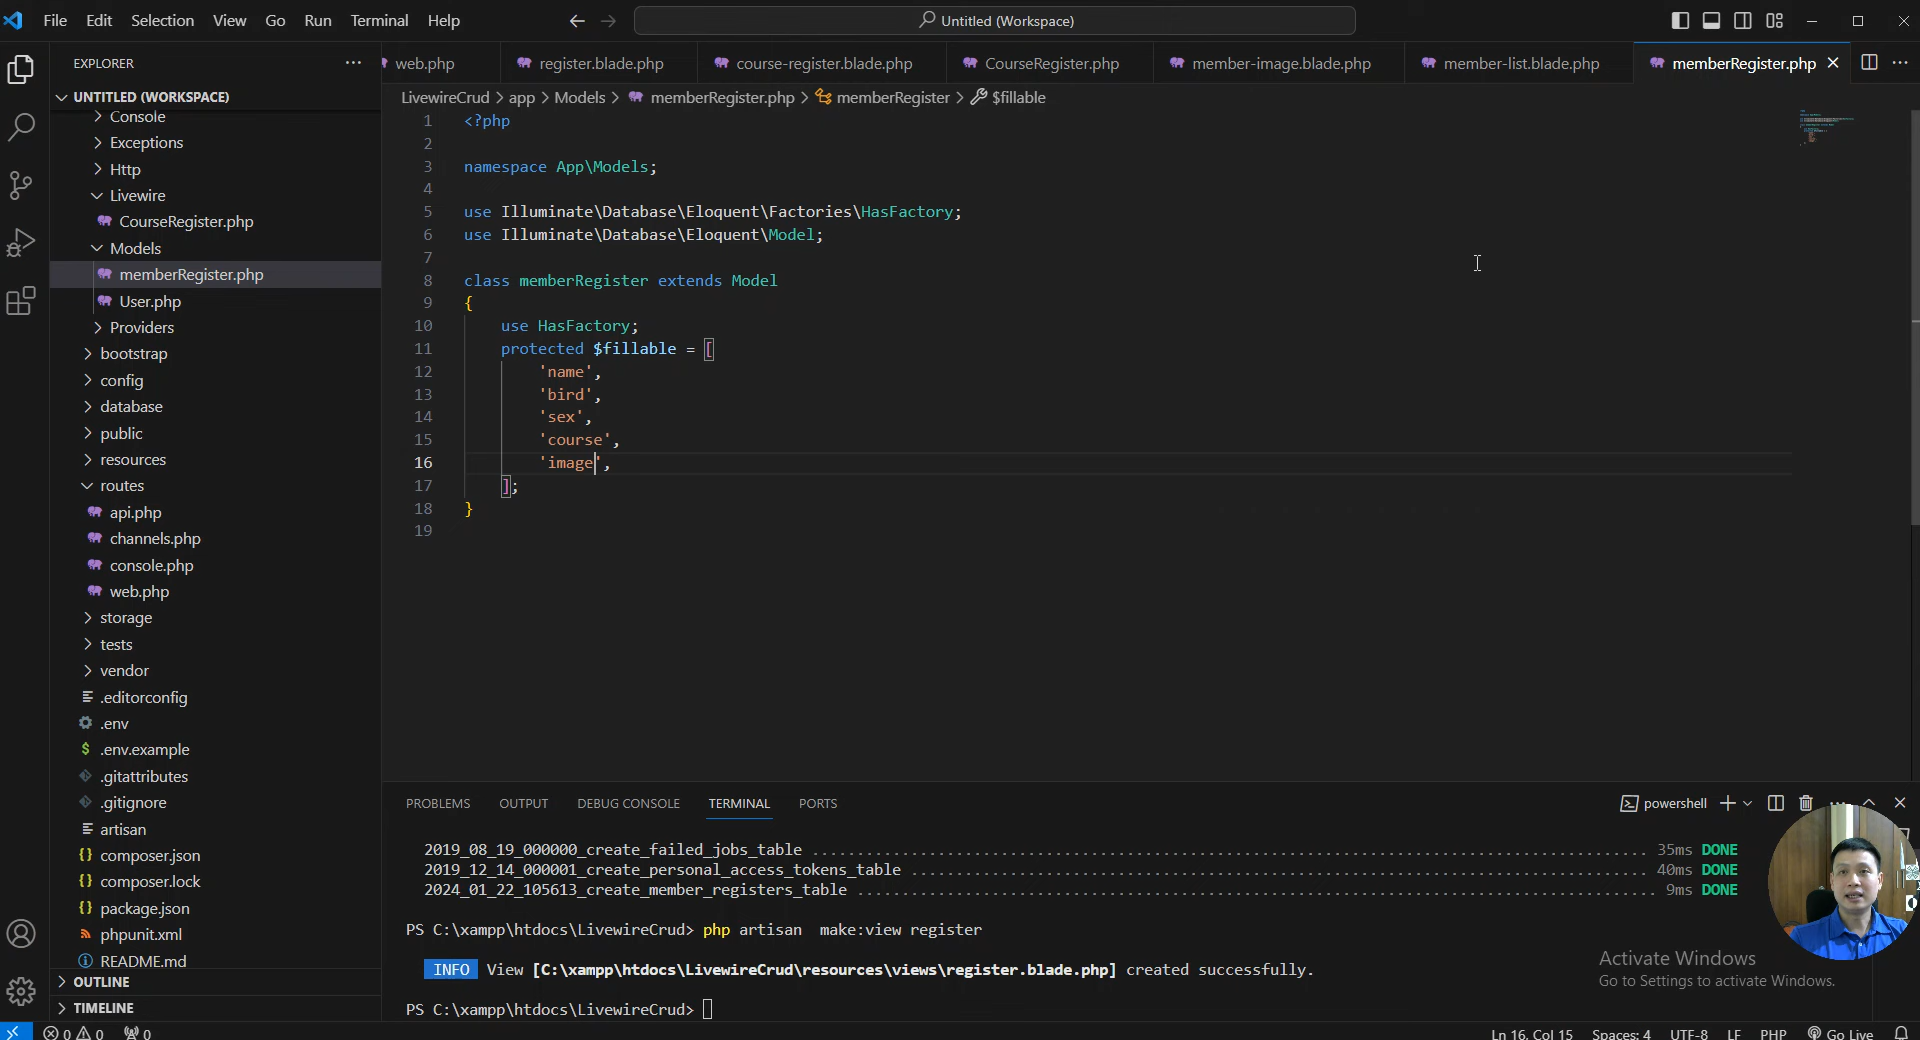 File Edit Selection View Go Run Terminal Help
Untitled (Workspace)
EXPLORER
UNTITLED (WORKSPACE)
Console
Exceptions
Http
Livewire
CourseRegister.php
Models
memberRegister.php
User.php
Providers
bootstrap
config
database
public
resources
routes
api.php
channels.php
console.php
web.php
storage
tests
vendor
.editorconfig
.env
.env.example
.gitattributes
.gitignore
artisan
composer.json
composer.lock
package.json
phpunit.xml
README.md
OUTLINE
TIMELINE
web.php register.blade.php course-register.blade.php CourseRegister.php member-image.blade.php member-list.blade.php memberRegister.php
LivewireCrud > app > Models > memberRegister.php > memberRegister > $fillable
1 <?php
2
3 namespace App\Models;
4
5 use Illuminate\Database\Eloquent\Factories\HasFactory;
6 use Illuminate\Database\Eloquent\Model;
7
8 class memberRegister extends Model
9 {
10 use HasFactory;
11 protected $fillable = [
12 'name',
13 'bird',
14 'sex',
15 'course',
16 'image',
17 ];
18 }
19
PROBLEMS OUTPUT DEBUG CONSOLE TERMINAL PORTS
powershell
2019_08_19_000000_create_failed_jobs_table ........ 35ms DONE
2019_12_14_000001_create_personal_access_tokens_table ........ 40ms DONE
2024_01_22_105613_create_member_registers_table ........ 9ms DONE
PS C:\xampp\htdocs\LivewireCrud> php artisan  make:view register
INFO View [C:\xampp\htdocs\LivewireCrud\resources\views\register.blade.php] created successfully.
PS C:\xampp\htdocs\LivewireCrud>
Activate Windows
Go to Settings to activate Windows.
0 0 0
Ln 16, Col 15 Spaces: 4 UTF-8 LF PHP Go Live